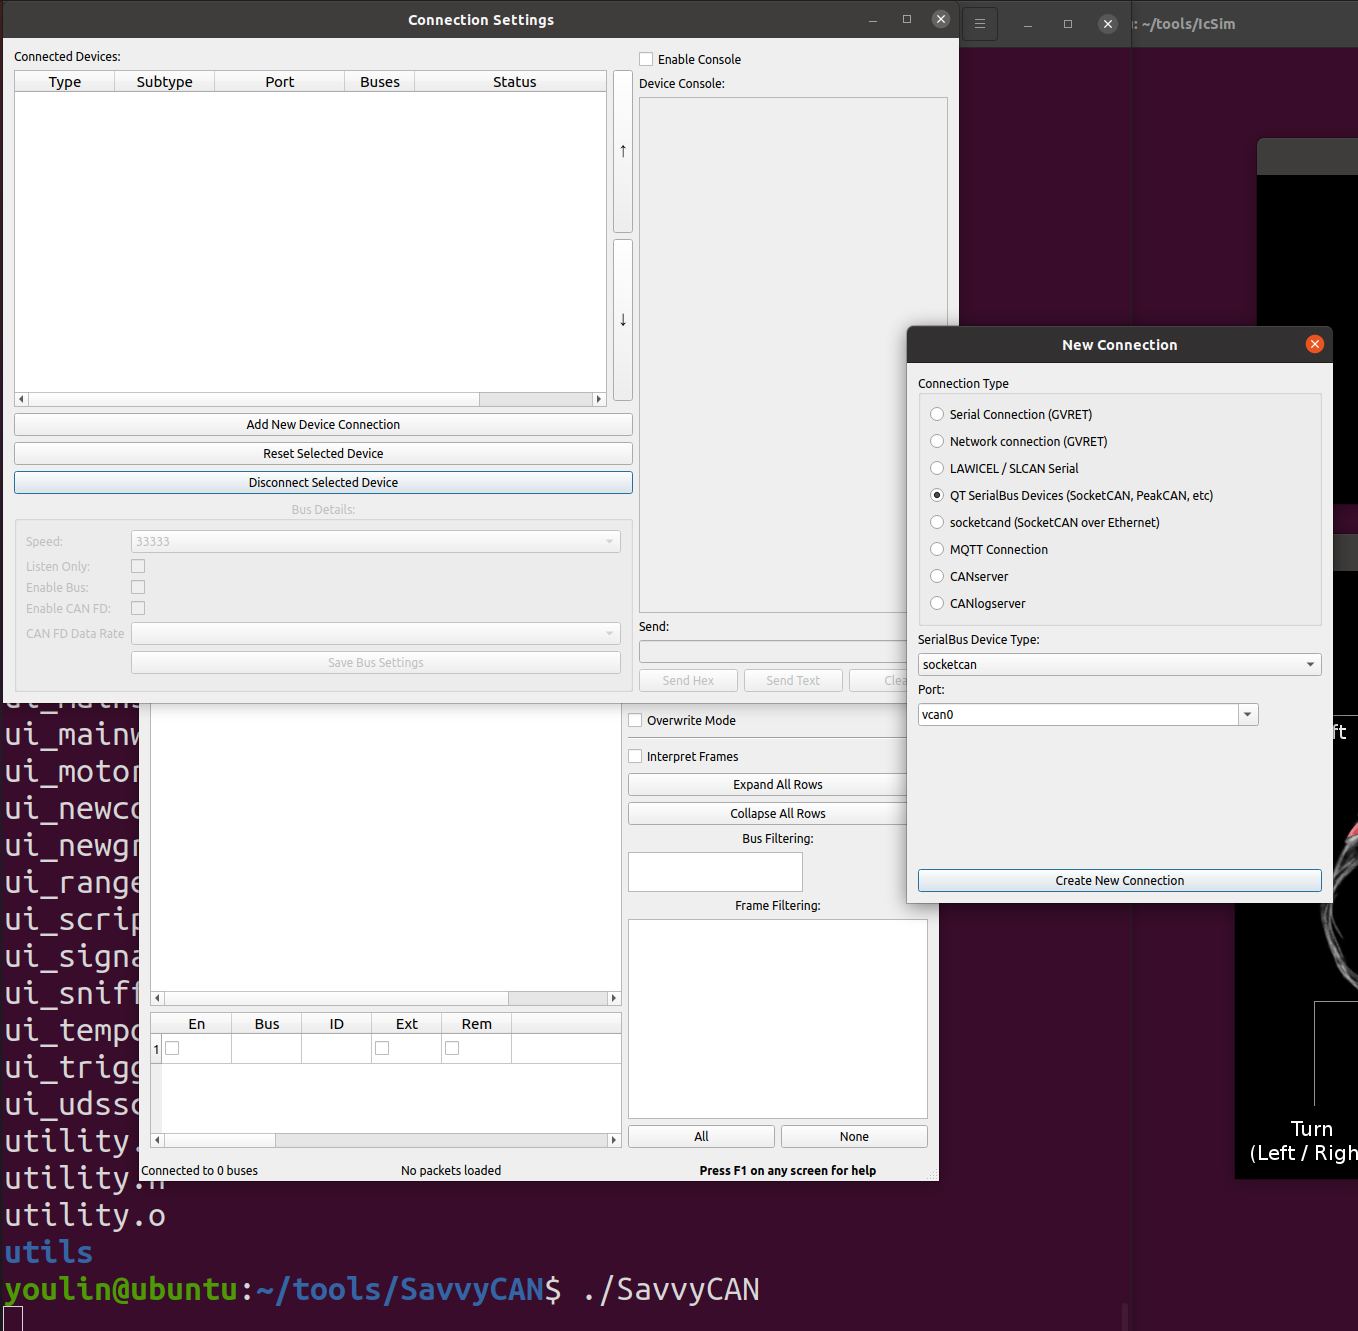 Connection Settings
: ~/tools/IcSim
Connected Devices:
Type Subtype Port Buses Status
Enable Console
Device Console:
Add New Device Connection
Reset Selected Device
Disconnect Selected Device
Bus Details:
Speed: 33333
Listen Only:
Enable Bus:
Enable CAN FD:
CAN FD Data Rate
Save Bus Settings
Send:
Send Hex Send Text Clea
New Connection
Connection Type
Serial Connection (GVRET)
Network connection (GVRET)
LAWICEL / SLCAN Serial
QT SerialBus Devices (SocketCAN, PeakCAN, etc)
socketcand (SocketCAN over Ethernet)
MQTT Connection
CANserver
CANlogserver
SerialBus Device Type:
socketcan
Port:
vcan0
Create New Connection
Overwrite Mode
Interpret Frames
Expand All Rows
Collapse All Rows
Bus Filtering:
Frame Filtering:
All None
En Bus ID Ext Rem
1
Connected to 0 buses No packets loaded Press F1 on any screen for help
ft
Turn
(Left / Righ
ui_mainw
ui_motor
ui_newco
ui_newgr
ui_range
ui_scrip
ui_signa
ui_sniff
ui_tempo
ui_trigg
ui_udssc
utility.
utility.h
utility.o
utils
youlin@ubuntu:~/tools/SavvyCAN$ ./SavvyCAN